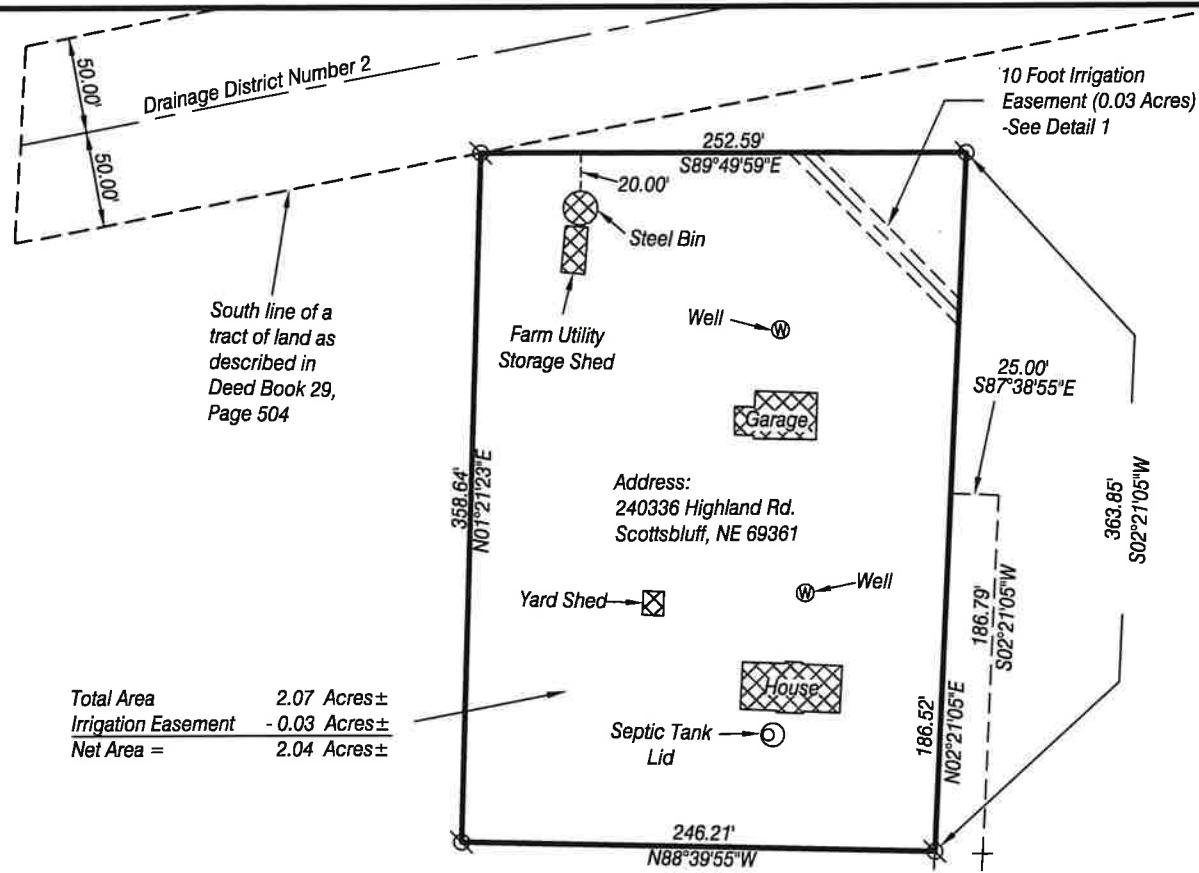 50.00'
Drainage District Number 2
50.00'
10 Foot Irrigation
Easement (0.03 Acres)
-See Detail 1
252.59'
S89°49'59"E
20.00'
Steel Bin
South line of a
tract of land as
described in
Deed Book 29,
Page 504
Farm Utility
Storage Shed
Well
W
25.00'
S87°38'55"E
Garage
358.64'
N01°21'23"E
Address:
240336 Highland Rd.
Scottsbluff, NE 69361
363.85'
S02°21'05"W
Yard Shed
Well
W
186.79'
S02°21'05"W
House
186.52'
N02°21'05"E
Total Area 2.07 Acres±
Irrigation Easement - 0.03 Acres±
Net Area = 2.04 Acres±
Septic Tank
Lid
246.21'
N88°39'55"W